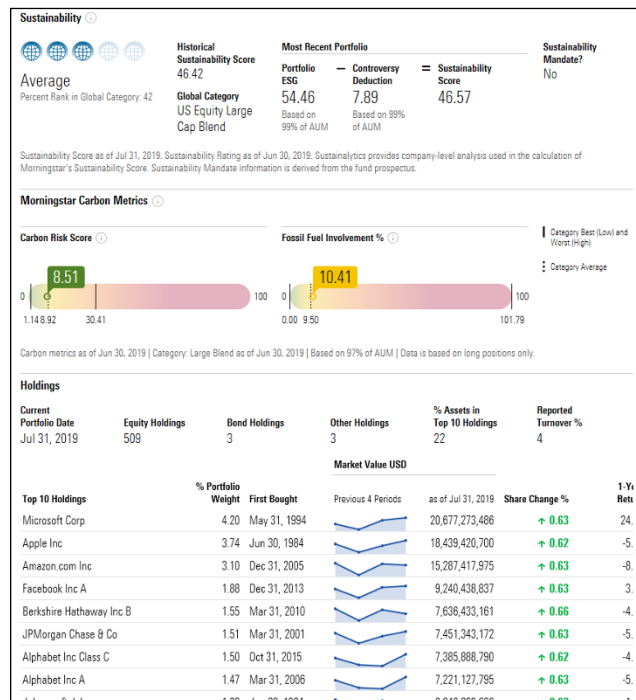 Sustainability
Average
Percent Rank in Global Category: 42
Historical
Sustainability Score
46.42
Global Category
US Equity Large
Cap Blend
Most Recent Portfolio
Portfolio
ESG
54.46
Based on
99% of AUM
— Controversy
Deduction
7.89
Based on 99%
of AUM
= Sustainability
Score
46.57
Sustainability
Mandate?
No
Sustainability Score as of Jul 31, 2019. Sustainability Rating as of Jun 30, 2019. Sustainalytics provides company-level analysis used in the calculation of
Morningstar's Sustainability Score. Sustainability Mandate information is derived from the fund prospectus.
Morningstar Carbon Metrics
Carbon Risk Score
8.51
0 100
1.14 8.92 30.41
Fossil Fuel Involvement %
10.41
0 100
0.00 9.50 101.79
Category Best (Low) and
Worst (High)
Category Average
Carbon metrics as of Jun 30, 2019 | Category: Large Blend as of Jun 30, 2019 | Based on 97% of AUM | Data is based on long positions only.
Holdings
Current
Portfolio Date
Jul 31, 2019
Equity Holdings
509
Bond Holdings
3
Other Holdings
3
% Assets in
Top 10 Holdings
22
Reported
Turnover %
4
Market Value USD
Top 10 Holdings % Portfolio Weight First Bought Previous 4 Periods as of Jul 31, 2019 Share Change % 1-Ye
Retu
Microsoft Corp 4.20 May 31, 1994 20,677,273,486 ↑ 0.63 24.
Apple Inc 3.74 Jun 30, 1984 18,439,420,700 ↑ 0.62 -5.
Amazon.com Inc 3.10 Dec 31, 2005 15,287,417,975 ↑ 0.63 -8.
Facebook Inc A 1.88 Dec 31, 2013 9,240,438,837 ↑ 0.63 3.
Berkshire Hathaway Inc B 1.55 Mar 31, 2010 7,636,433,161 ↑ 0.66 -4.
JPMorgan Chase & Co 1.51 Mar 31, 2001 7,451,343,172 ↑ 0.63 -5.
Alphabet Inc Class C 1.50 Oct 31, 2015 7,385,888,790 ↑ 0.62 -4.
Alphabet Inc A 1.47 Mar 31, 2006 7,221,127,795 ↑ 0.63 -5.